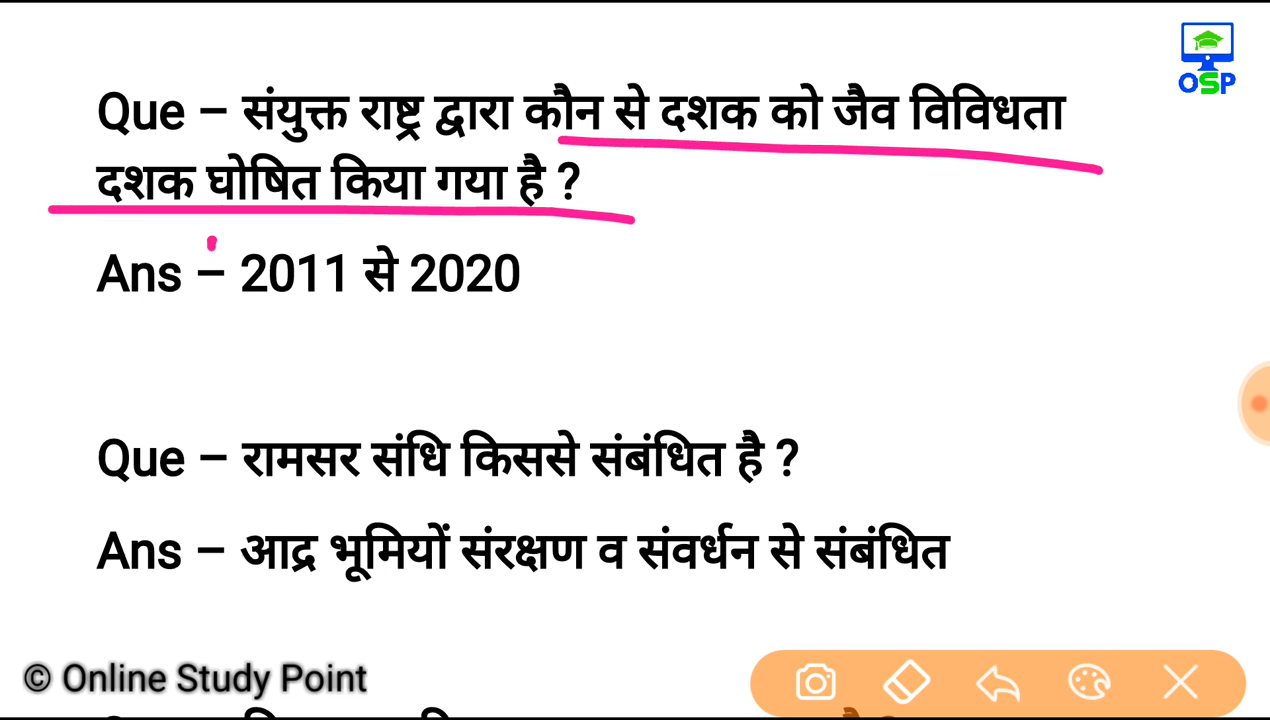 OSP
Que – संयुक्त राष्ट्र द्वारा कौन से दशक को जैव विविधता
दशक घोषित किया गया है ?
Ans – 2011 से 2020
Que – रामसर संधि किससे संबंधित है ?
Ans – आद्र भूमियों संरक्षण व संवर्धन से संबंधित
© Online Study Point